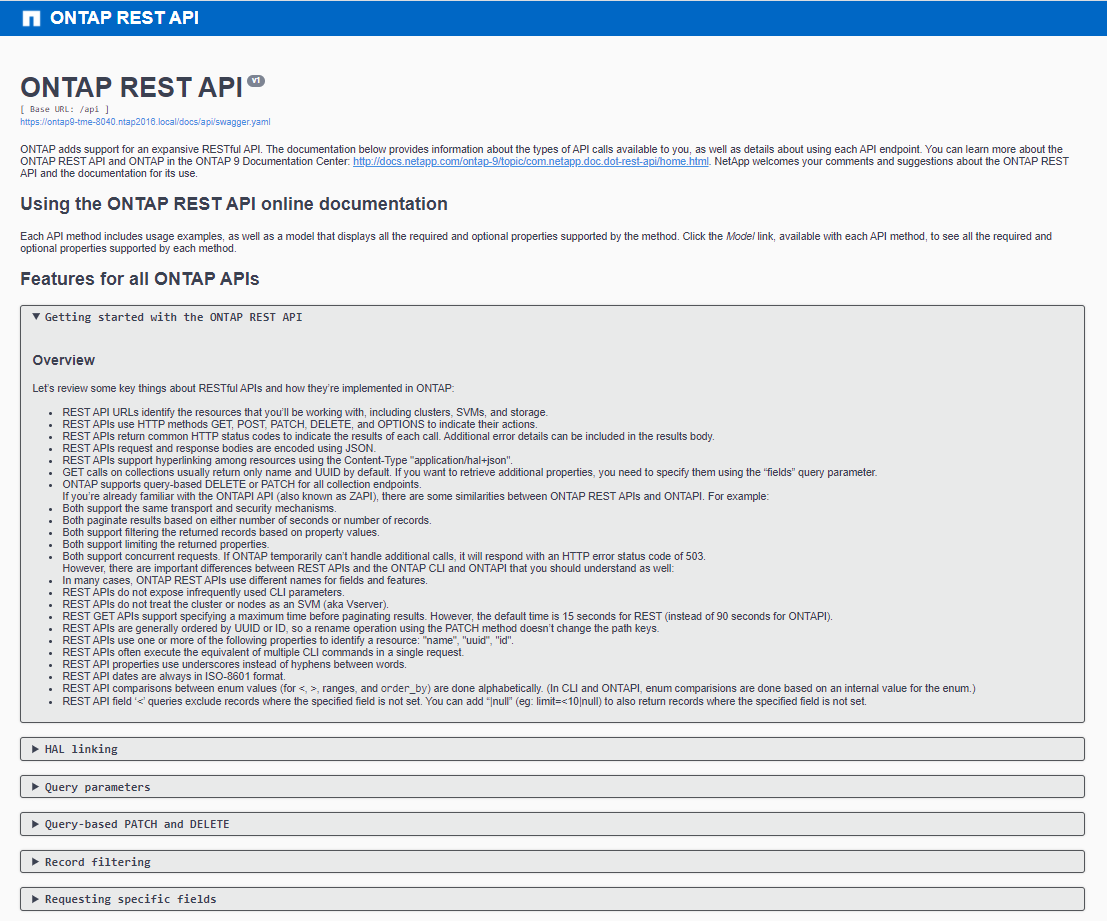 ONTAP REST API
ONTAP REST API v1
[ Base URL: /api ]
https://ontap9-tme-8040.ntap2016.local/docs/api/swagger.yaml
ONTAP adds support for an expansive RESTful API. The documentation below provides information about the types of API calls available to you, as well as details about using each API endpoint. You can learn more about the
ONTAP REST API and ONTAP in the ONTAP 9 Documentation Center: http://docs.netapp.com/ontap-9/topic/com.netapp.doc.dot-rest-api/home.html. NetApp welcomes your comments and suggestions about the ONTAP REST
API and the documentation for its use.
Using the ONTAP REST API online documentation
Each API method includes usage examples, as well as a model that displays all the required and optional properties supported by the method. Click the Model link, available with each API method, to see all the required and
optional properties supported by each method.
Features for all ONTAP APIs
▼ Getting started with the ONTAP REST API
Overview
Let's review some key things about RESTful APIs and how they're implemented in ONTAP:
• REST API URLs identify the resources that you'll be working with, including clusters, SVMs, and storage.
• REST APIs use HTTP methods GET, POST, PATCH, DELETE, and OPTIONS to indicate their actions.
• REST APIs return common HTTP status codes to indicate the results of each call. Additional error details can be included in the results body.
• REST APIs request and response bodies are encoded using JSON.
• REST APIs support hyperlinking among resources using the Content-Type "application/hal+json".
• GET calls on collections usually return only name and UUID by default. If you want to retrieve additional properties, you need to specify them using the “fields” query parameter.
• ONTAP supports query-based DELETE or PATCH for all collection endpoints.
If you're already familiar with the ONTAPI API (also known as ZAPI), there are some similarities between ONTAP REST APIs and ONTAPI. For example:
• Both support the same transport and security mechanisms.
• Both paginate results based on either number of seconds or number of records.
• Both support filtering the returned records based on property values.
• Both support limiting the returned properties.
• Both support concurrent requests. If ONTAP temporarily can't handle additional calls, it will respond with an HTTP error status code of 503.
However, there are important differences between REST APIs and the ONTAP CLI and ONTAPI that you should understand as well:
• In many cases, ONTAP REST APIs use different names for fields and features.
• REST APIs do not expose infrequently used CLI parameters.
• REST APIs do not treat the cluster or nodes as an SVM (aka Vserver).
• REST GET APIs support specifying a maximum time before paginating results. However, the default time is 15 seconds for REST (instead of 90 seconds for ONTAPI).
• REST APIs are generally ordered by UUID or ID, so a rename operation using the PATCH method doesn't change the path keys.
• REST APIs use one or more of the following properties to identify a resource: "name", "uuid", "id".
• REST APIs often execute the equivalent of multiple CLI commands in a single request.
• REST API properties use underscores instead of hyphens between words.
• REST API dates are always in ISO-8601 format.
• REST API comparisons between enum values (for <, >, ranges, and order_by) are done alphabetically. (In CLI and ONTAPI, enum comparisions are done based on an internal value for the enum.)
• REST API field ‘<’ queries exclude records where the specified field is not set. You can add “|null” (eg: limit=<10|null) to also return records where the specified field is not set.
▶ HAL linking
▶ Query parameters
▶ Query-based PATCH and DELETE
▶ Record filtering
▶ Requesting specific fields